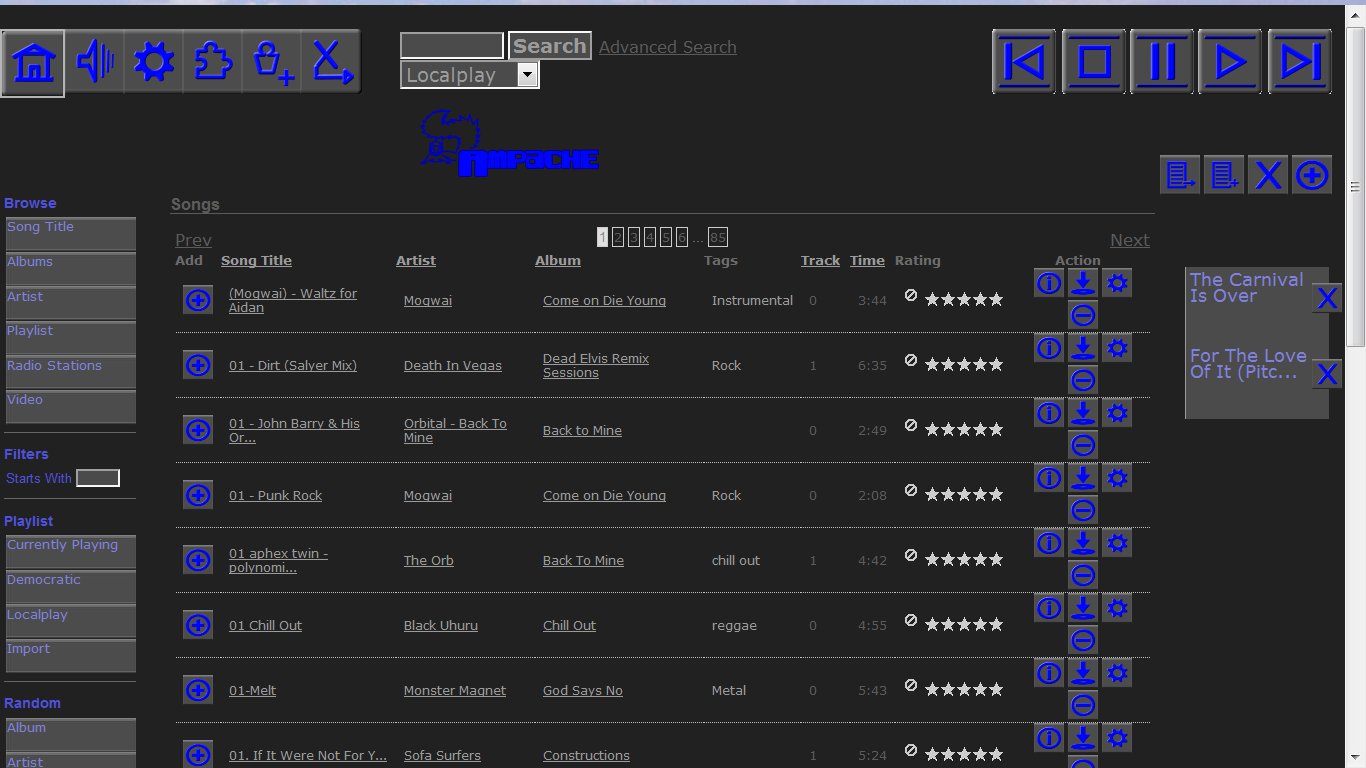 Search Advanced Search
Localplay
AMPACHE
Browse
Song Title
Albums
Artist
Playlist
Radio Stations
Video
Filters
Starts With
Playlist
Currently Playing
Democratic
Localplay
Import
Random
Album
Artist
Songs
Prev 1 2 3 4 5 6 ... 85 Next
Add Song Title Artist Album Tags Track Time Rating Action
(Mogwai) - Waltz for
Aidan
Mogwai Come on Die Young Instrumental 0 3:44
01 - Dirt (Salver Mix) Death In Vegas
Dead Elvis Remix
Sessions
Rock 1 6:35
01 - John Barry & His
Or...
Orbital - Back To
Mine
Back to Mine 0 2:49
01 - Punk Rock Mogwai Come on Die Young Rock 0 2:08
01 aphex twin -
polynomi...
The Orb Back To Mine chill out 1 4:42
01 Chill Out Black Uhuru Chill Out reggae 0 4:55
01-Melt Monster Magnet God Says No Metal 0 5:43
01. If It Were Not For Y... Sofa Surfers Constructions 1 5:24
The Carnival
Is Over
For The Love
Of It (Pitc...